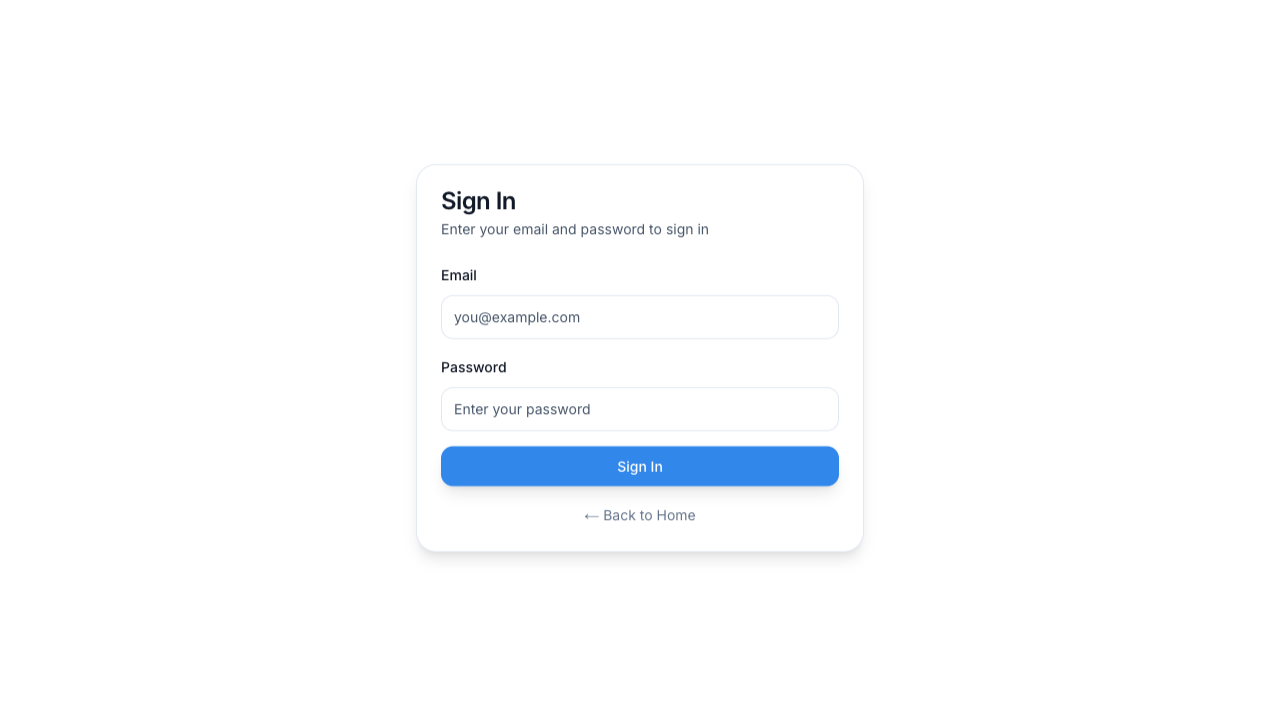 Sign In
Enter your email and password to sign in
Email
you@example.com
Password
Enter your password
Sign In
← Back to Home